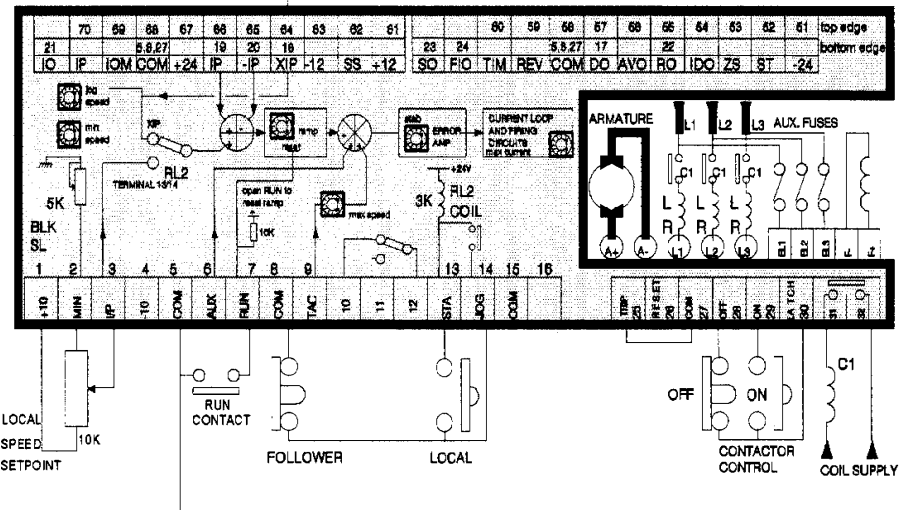 70 69 68 67 66 65 64 63 62 61 60 59 58 57 56 55 54 53 52 51 top edge
21 5,8,27 19 20 18 23 24 5,8,27 17 22 bottom edge
IO IP IOM COM +24 IP -IP XIP -12 SS +12 SO FIO TIM REV COM DO AVO RO IDO ZS ST -24
jog speed
min speed
XIP
RL2
TERMINAL 13/14
5K
BLK
SL
+ -
ramp
reset
open RUN to
reset ramp
10K
max speed
stab
ERROR
AMP
CURRENT LOOP
AND FIRING
CIRCUITS
max current
+24V
3K
RL2
COIL
ARMATURE
L1 L2 L3 AUX. FUSES
C1 C1 C1
L L L
R R R
A+ A- L1 L2 L3 EL1 EL2 EL3 F- F+
1 2 3 4 5 6 7 8 9 13 14 15 16
+10 MIN I/P -10 COM AUX RUN COM TAC 10 11 12 STA JOG COM
TRIP RESET COM OFF ON LATCH
25 26 27 28 29 30 31 32
LOCAL
SPEED
SETPOINT
10K
RUN
CONTACT
FOLLOWER
LOCAL
OFF
ON
CONTACTOR
CONTROL
C1
COIL SUPPLY